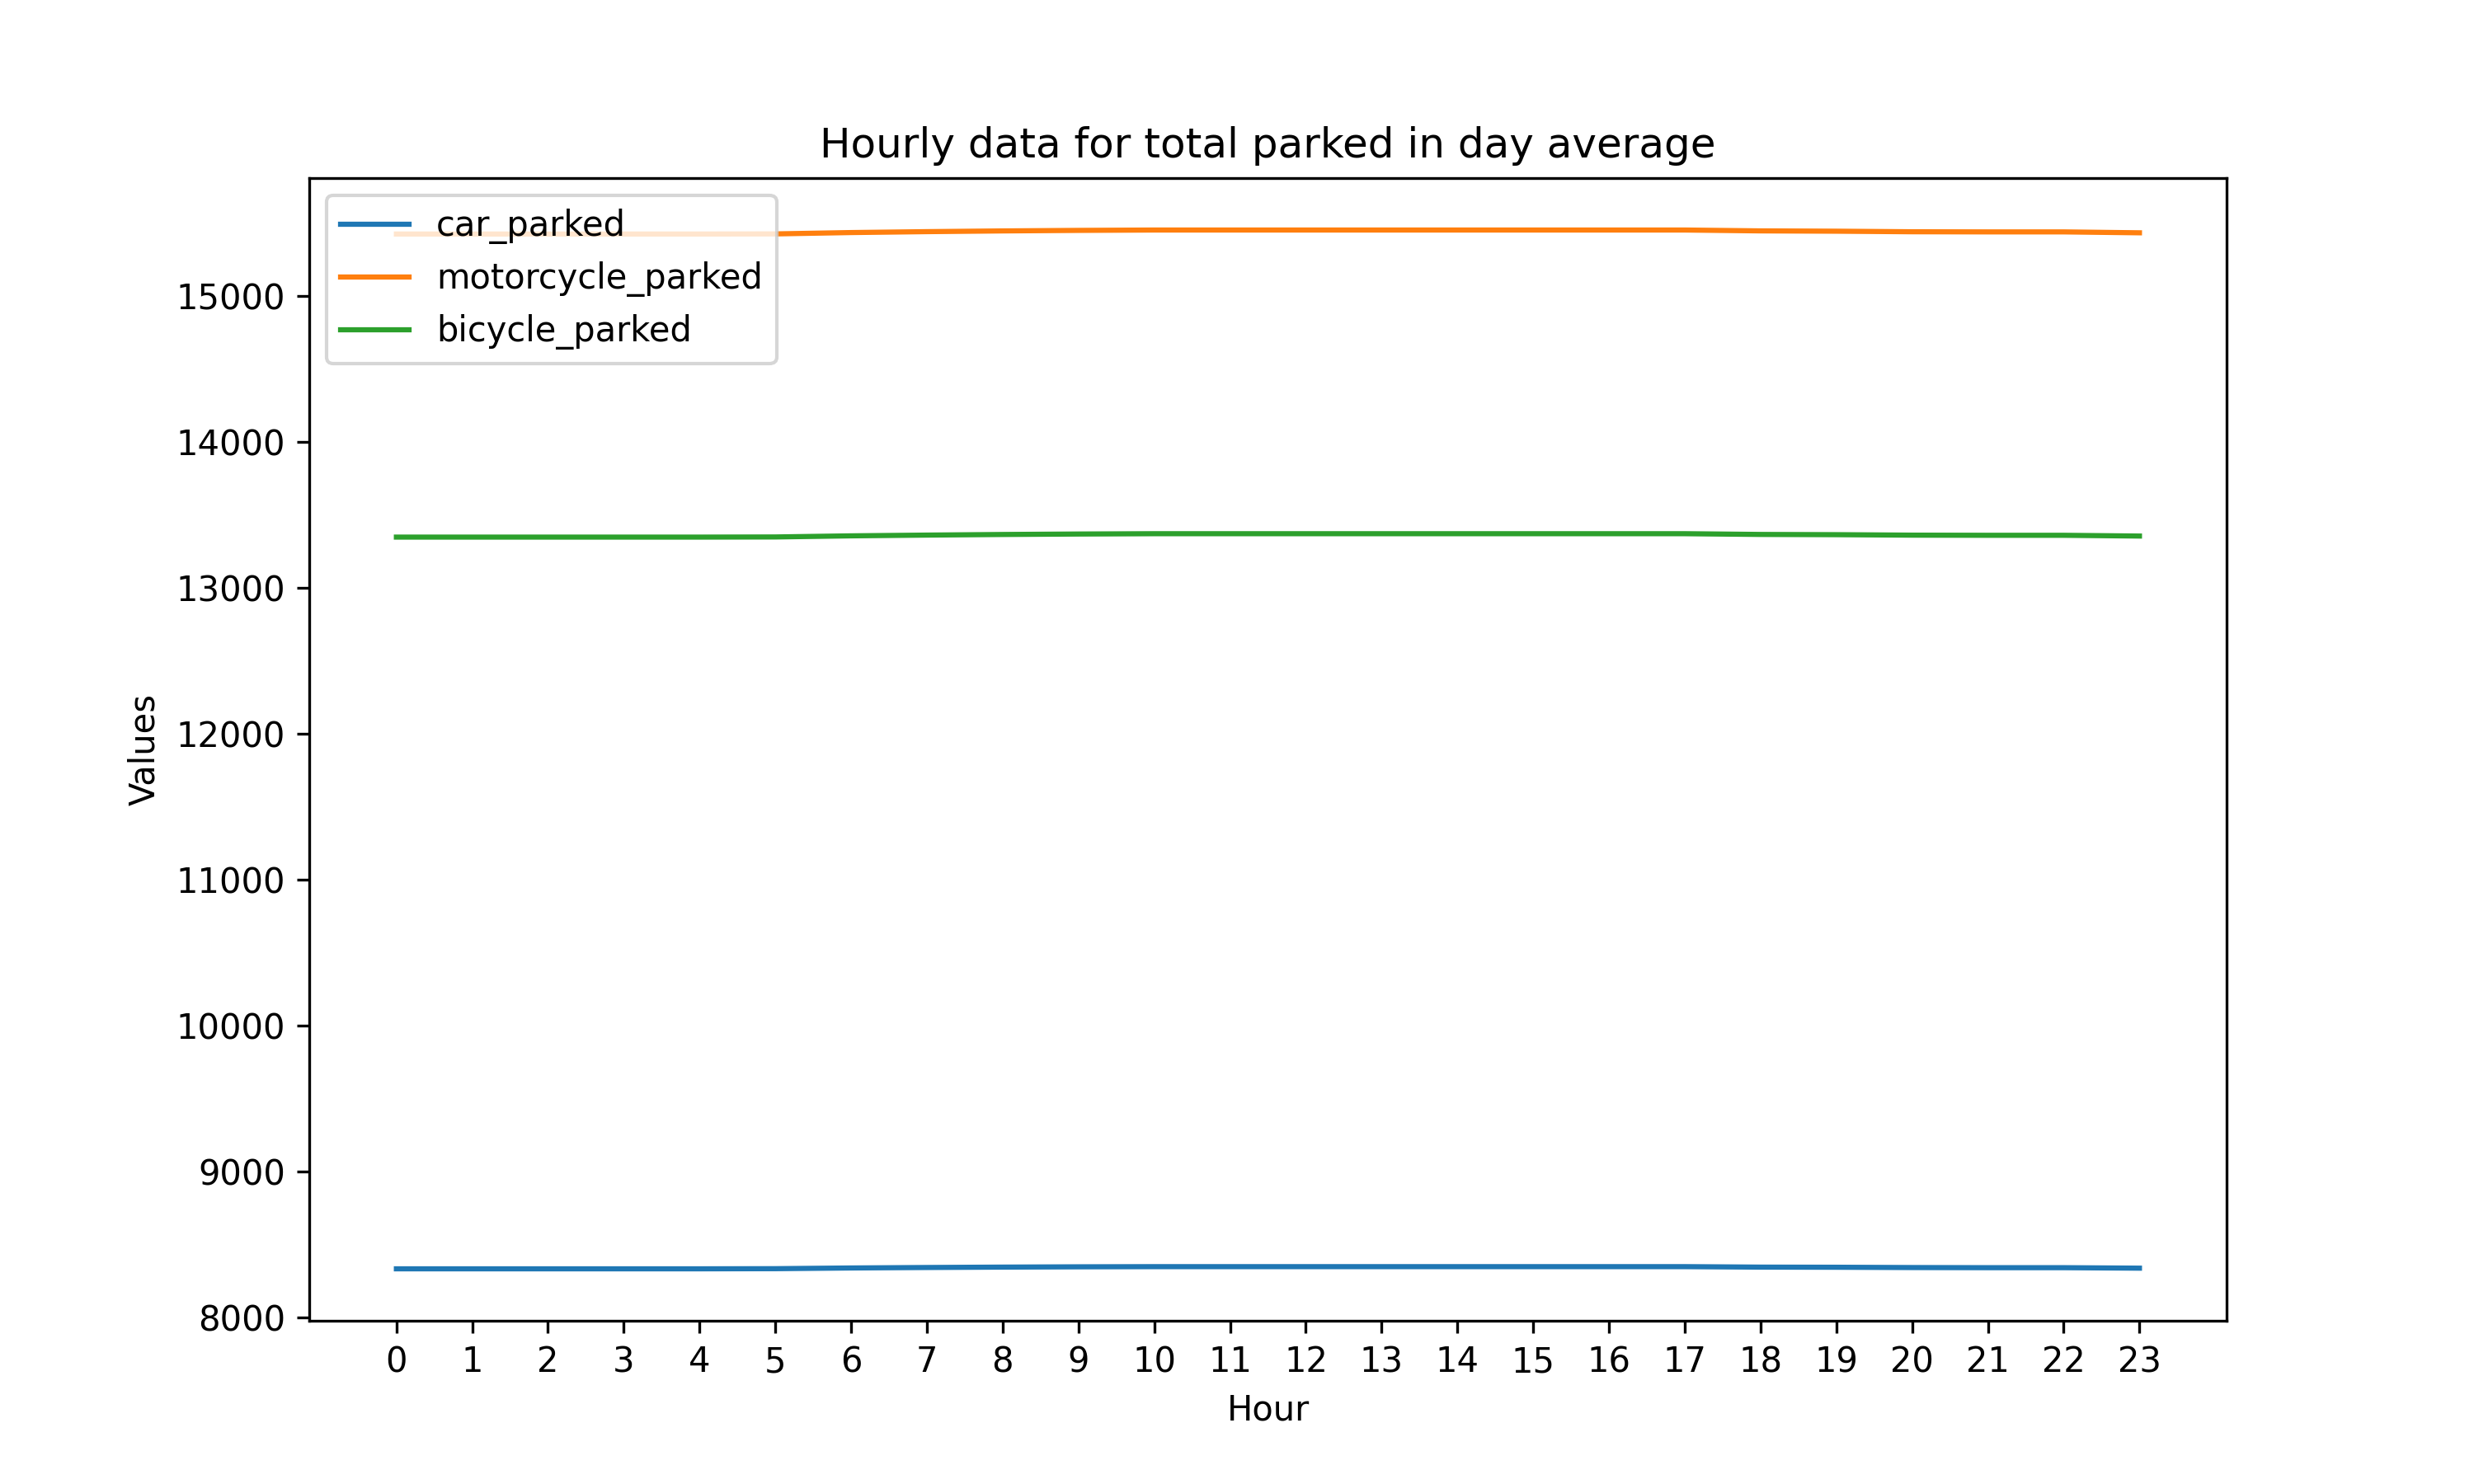 Hourly data for total parked in day average
car_parked
motorcycle_parked
bicycle_parked
15000
14000
13000
12000
11000
10000
9000
8000
Values
0 1 2 3 4 5 6 7 8 9 10 11 12 13 14 15 16 17 18 19 20 21 22 23
Hour